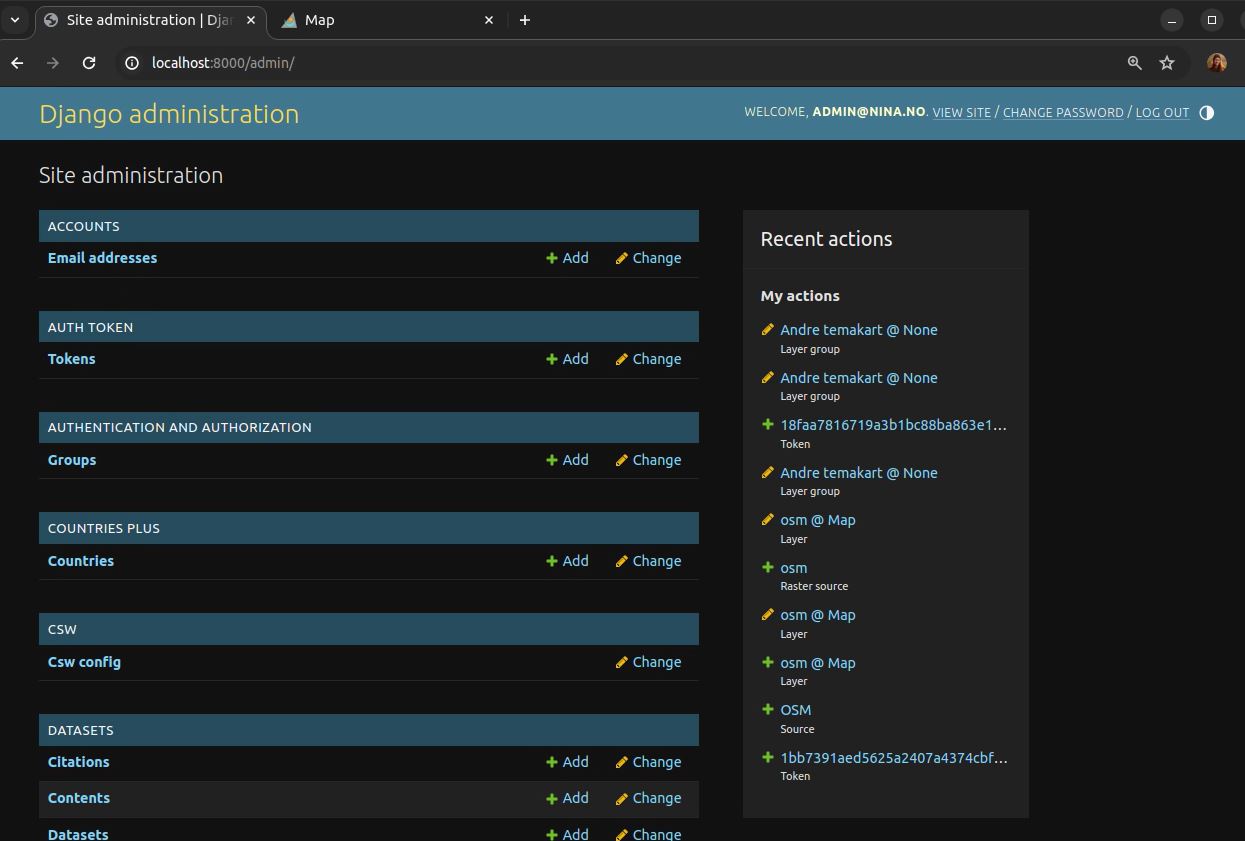 Site administration | Dja
Map
localhost:8000/admin/
Django administration
WELCOME, ADMIN@NINA.NO. VIEW SITE / CHANGE PASSWORD / LOG OUT
Site administration
ACCOUNTS
Email addresses Add Change
AUTH TOKEN
Tokens Add Change
AUTHENTICATION AND AUTHORIZATION
Groups Add Change
COUNTRIES PLUS
Countries Add Change
CSW
Csw config Change
DATASETS
Citations Add Change
Contents Add Change
Datasets Add Change
Recent actions
My actions
Andre temakart @ None
Layer group
Andre temakart @ None
Layer group
18faa7816719a3b1bc88ba863e1…
Token
Andre temakart @ None
Layer group
osm @ Map
Layer
osm
Raster source
osm @ Map
Layer
osm @ Map
Layer
OSM
Source
1bb7391aed5625a2407a4374cbf…
Token